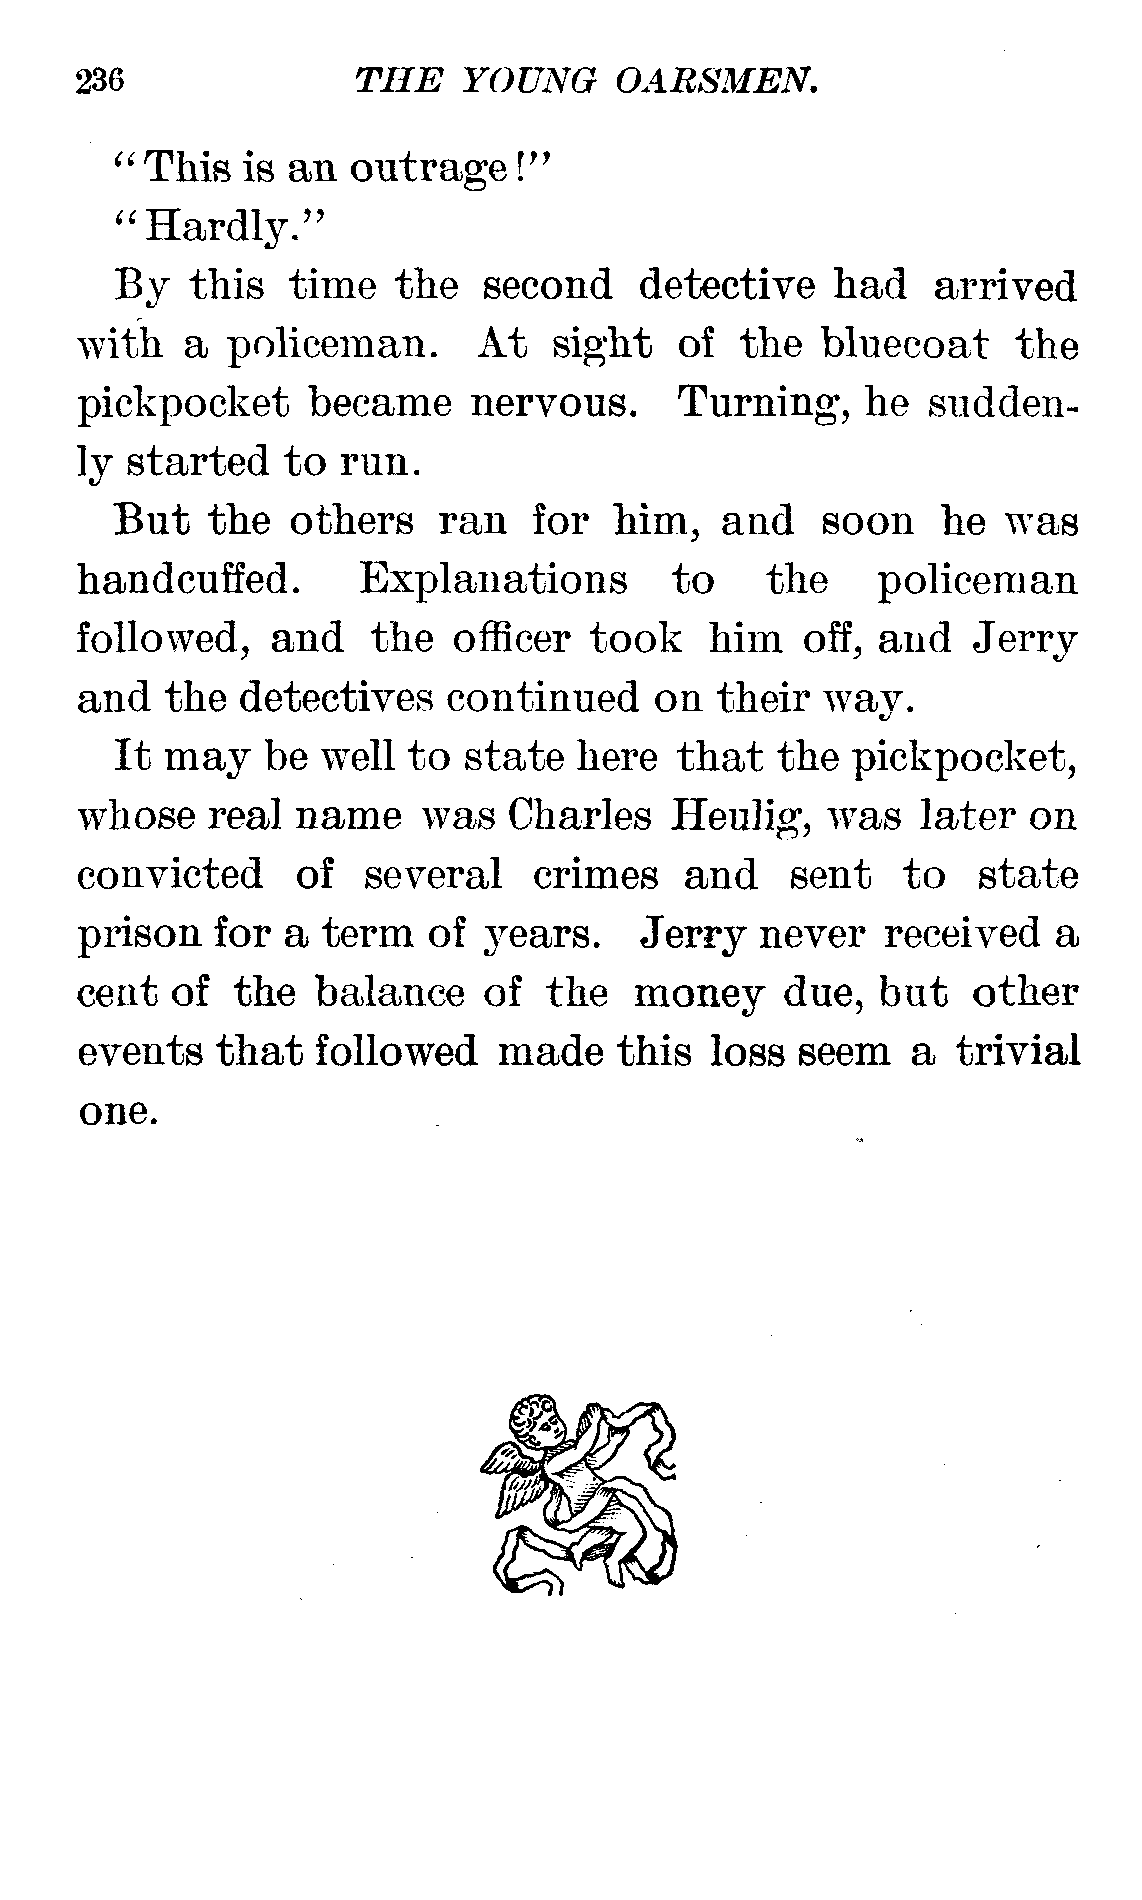 236 THE YOUNG OARSMEN.
"This is an outrage!"
"Hardly."
By this time the second detective had arrived
with a policeman. At sight of the bluecoat the
pickpocket became nervous. Turning, he sudden-
ly started to run.
But the others ran for him, and soon he was
handcuffed. Explanations to the policeman
followed, and the officer took him off, and Jerry
and the detectives continued on their way.
It may be well to state here that the pickpocket,
whose real name was Charles Heulig, was later on
convicted of several crimes and sent to state
prison for a term of years. Jerry never received a
cent of the balance of the money due, but other
events that followed made this loss seem a trivial
one.